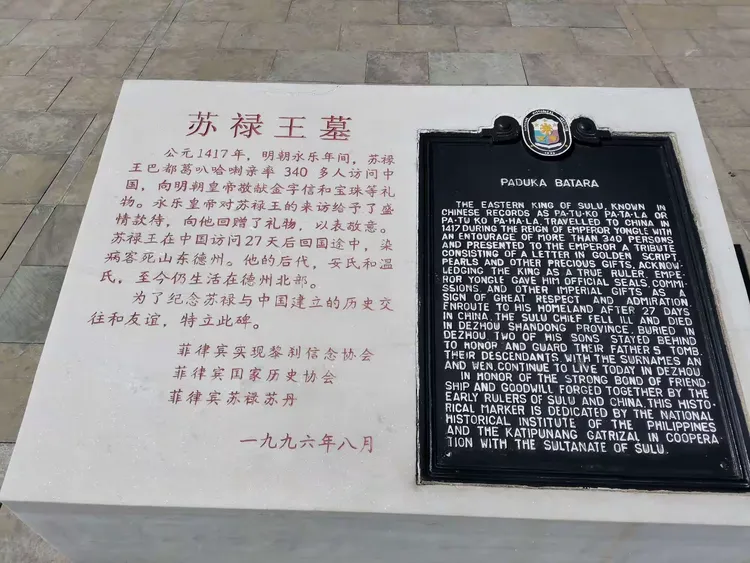 苏禄王墓
公元1417年，明朝永乐年间，苏禄
王巴都葛叭哈喇亲率 340 多人访问中
国，向明朝皇帝敬献金字信和宝珠等礼
物。永乐皇帝对苏禄王的来访给予了盛
情款待，向他回赠了礼物，以表敬意。
苏禄王在中国访问27天后回国途中，染
病客死山东德州。他的后代，安氏和温
氏，至今仍生活在德州北部。
为了纪念苏禄与中国建立的历史交
往和友谊，特立此碑。
菲律宾实现黎刹信念协会
菲律宾国家历史协会
菲律宾苏禄苏丹
一九九六年八月
PADUKA BATARA
THE EASTERN KING OF SULU, KNOWN IN
CHINESE RECORDS AS PA·TU·KO PA·TA·LA OR
PA·TU KO PA·HA·LA, TRAVELLED TO CHINA IN
1417 DURING THE REIGN OF EMPEROR YONGLE WITH
AN ENTOURAGE OF MORE THAN 340 PERSONS
AND PRESENTED TO THE EMPEROR A TRIBUTE
CONSISTING OF A LETTER IN GOLDEN SCRIPT,
PEARLS AND OTHER PRECIOUS GIFTS, ACKNOW-
LEDGING THE KING AS A TRUE RULER, EMPE-
ROR YONGLE GAVE HIM OFFICIAL SEALS, COMMI-
SSIONS AND OTHER IMPERIAL GIFTS AS A
SIGN OF GREAT RESPECT AND ADMIRATION
ENROUTE TO HIS HOMELAND AFTER 27 DAYS
IN CHINA, THE SULU CHIEF FELL ILL AND DIED
IN DEZHOU SHANDONG PROVINCE. BURIED IN
DEZHOU TWO OF HIS SONS STAYED BEHIND
TO HONOR AND GUARD THEIR FATHER'S TOMB.
THEIR DESCENDANTS, WITH THE SURNAMES AN
AND WEN, CONTINUE TO LIVE TODAY IN DEZHOU
IN HONOR OF THE STRONG BOND OF FRIEND-
SHIP AND GOODWILL FORGED TOGETHER BY THE
EARLY RULERS OF SULU AND CHINA, THIS HISTO-
RICAL MARKER IS DEDICATED BY THE NATIONAL
HISTORICAL INSTITUTE OF THE PHILIPPINES
AND THE KATIPUNANG GATRIZAL IN COOPERA-
TION WITH THE SULTANATE OF SULU.